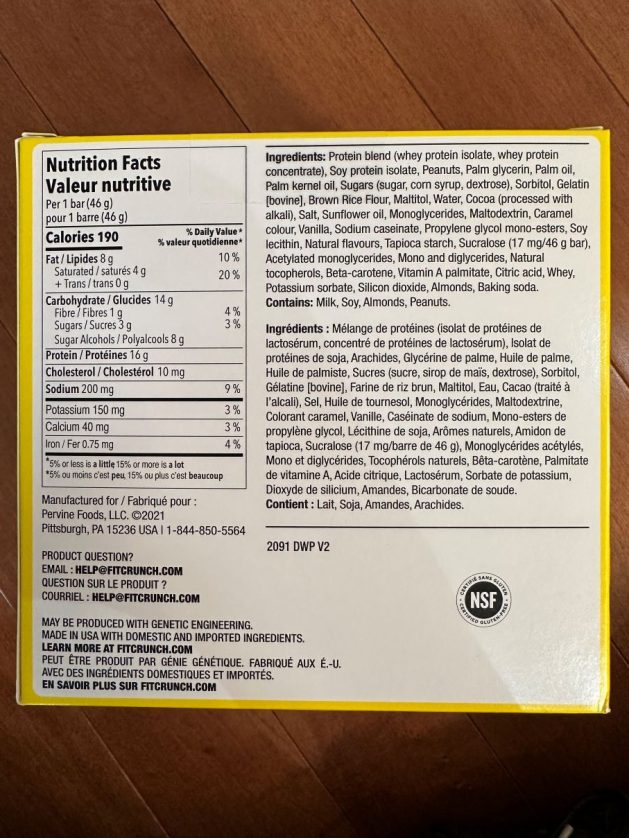 Nutrition Facts
Valeur nutritive
Per 1 bar (46 g)
pour 1 barre (46 g)
Calories 190
% Daily Value*
% valeur quotidienne*
Fat / Lipides 8 g 10 %
Saturated / saturés 4 g
+ Trans / trans 0 g
20 %
Carbohydrate / Glucides 14 g
Fibre / Fibres 1 g 4 %
Sugars / Sucres 3 g 3 %
Sugar Alcohols / Polyalcools 8 g
Protein / Protéines 16 g
Cholesterol / Cholestérol 10 mg
Sodium 200 mg 9 %
Potassium 150 mg 3 %
Calcium 40 mg 3 %
Iron / Fer 0.75 mg 4 %
*5% or less is a little 15% or more is a lot
*5% ou moins c'est peu, 15% ou plus c'est beaucoup
Manufactured for / Fabriqué pour :
Pervine Foods, LLC. ©2021
Pittsburgh, PA 15236 USA I 1-844-850-5564
PRODUCT QUESTION?
EMAIL : HELP@FITCRUNCH.COM
QUESTION SUR LE PRODUIT ?
COURRIEL : HELP@FITCRUNCH.COM
MAY BE PRODUCED WITH GENETIC ENGINEERING.
MADE IN USA WITH DOMESTIC AND IMPORTED INGREDIENTS.
LEARN MORE AT FITCRUNCH.COM
PEUT ÊTRE PRODUIT PAR GÉNIE GÉNÉTIQUE. FABRIQUÉ AUX É.-U.
AVEC DES INGRÉDIENTS DOMESTIQUES ET IMPORTÉS.
EN SAVOIR PLUS SUR FITCRUNCH.COM
Ingredients: Protein blend (whey protein isolate, whey protein
concentrate), Soy protein isolate, Peanuts, Palm glycerin, Palm oil,
Palm kernel oil, Sugars (sugar, corn syrup, dextrose), Sorbitol, Gelatin
[bovine], Brown Rice Flour, Maltitol, Water, Cocoa (processed with
alkali), Salt, Sunflower oil, Monoglycerides, Maltodextrin, Caramel
colour, Vanilla, Sodium caseinate, Propylene glycol mono-esters, Soy
lecithin, Natural flavours, Tapioca starch, Sucralose (17 mg/46 g bar),
Acetylated monoglycerides, Mono and diglycerides, Natural
tocopherols, Beta-carotene, Vitamin A palmitate, Citric acid, Whey,
Potassium sorbate, Silicon dioxide, Almonds, Baking soda.
Contains: Milk, Soy, Almonds, Peanuts.
Ingrédients : Mélange de protéines (isolat de protéines de
lactosérum, concentré de protéines de lactosérum), Isolat de
protéines de soja, Arachides, Glycérine de palme, Huile de palme,
Huile de palmiste, Sucres (sucre, sirop de maïs, dextrose), Sorbitol,
Gélatine [bovine], Farine de riz brun, Maltitol, Eau, Cacao (traité à
l'alcali), Sel, Huile de tournesol, Monoglycérides, Maltodextrine,
Colorant caramel, Vanille, Caséinate de sodium, Mono-esters de
propylène glycol, Lécithine de soja, Arômes naturels, Amidon de
tapioca, Sucralose (17 mg/barre de 46 g), Monoglycérides acétylés,
Mono et diglycérides, Tocophérols naturels, Bêta-carotène, Palmitate
de vitamine A, Acide citrique, Lactosérum, Sorbate de potassium,
Dioxyde de silicium, Amandes, Bicarbonate de soude.
Contient : Lait, Soja, Amandes, Arachides.
2091 DWP V2
CERTIFIÉ SANS GLUTEN
NSF
CERTIFIED GLUTEN-FREE